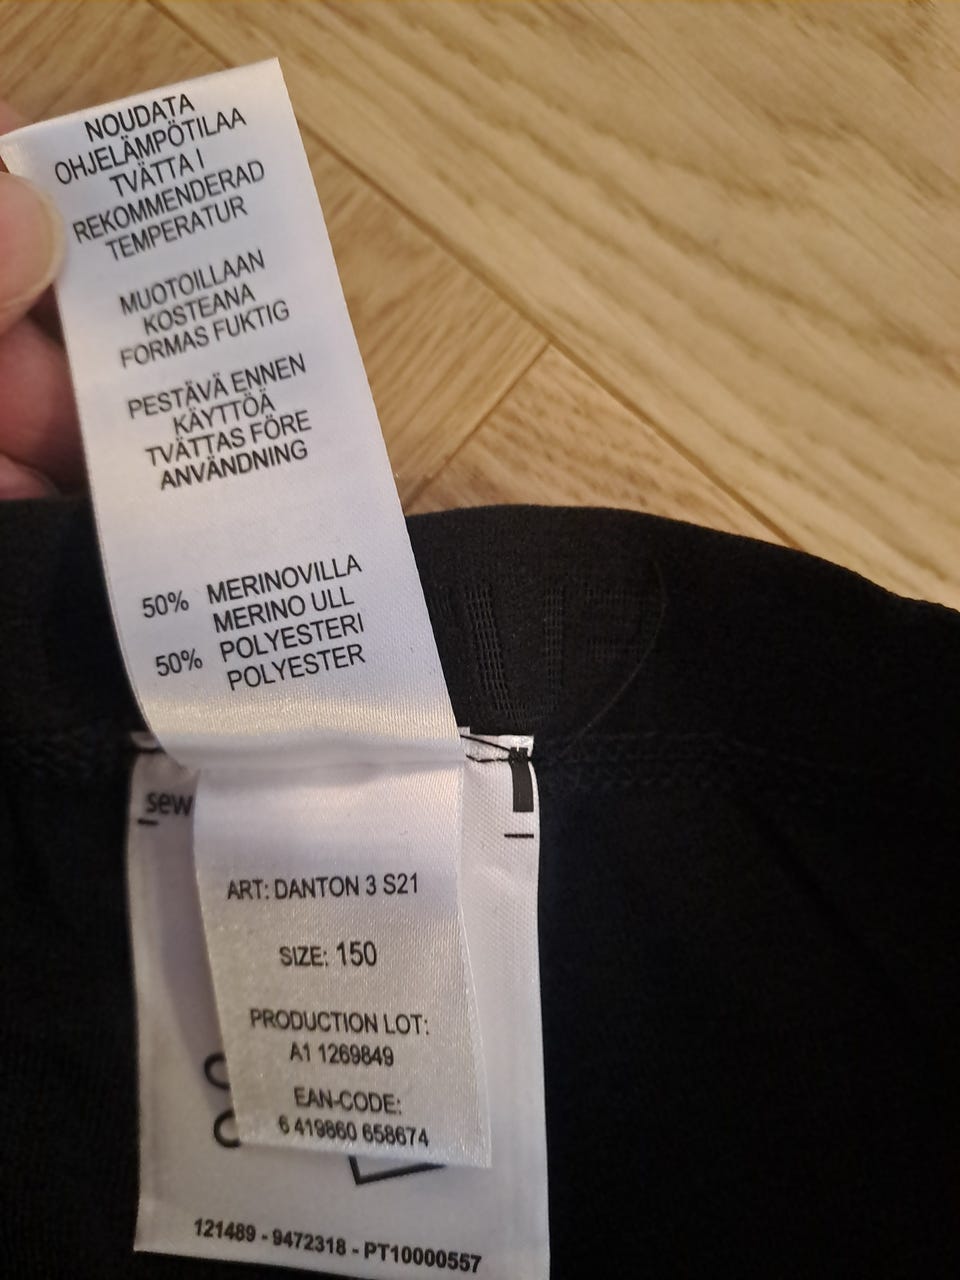 NOUDATA
OHJELÄMPÖTILAA
TVÄTTA I
REKOMMENDERAD
TEMPERATUR
MUOTOILLAAN
KOSTEANA
FORMAS FUKTIG
PESTÄVÄ ENNEN
KÄYTTÖÄ
TVÄTTAS FÖRE
ANVÄNDNING
50% MERINOVILLA
MERINO ULL
50% POLYESTERI
POLYESTER
sew
ART: DANTON 3 S21
SIZE: 150
PRODUCTION LOT:
A1 1269849
EAN-CODE:
6 419860 658674
121489 - 9472318 - PT10000557